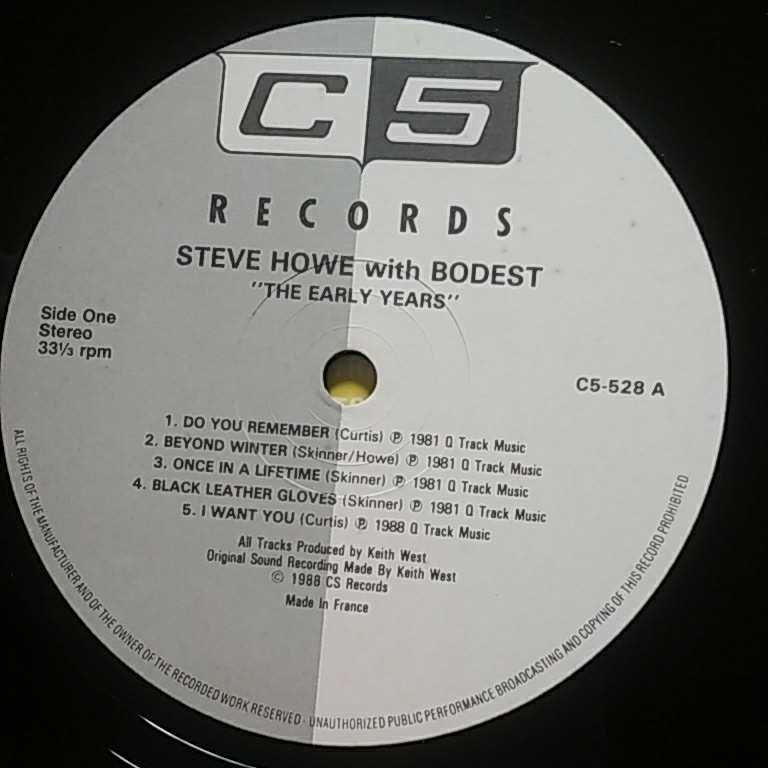 C5
RECORDS
STEVE HOWE with BODEST
"THE EARLY YEARS"
Side One
Stereo
33⅓ rpm
C5-528 A
1. DO YOU REMEMBER (Curtis) ℗ 1981 Q Track Music
2. BEYOND WINTER (Skinner/Howe) ℗ 1981 Q Track Music
3. ONCE IN A LIFETIME (Skinner) ℗ 1981 Q Track Music
4. BLACK LEATHER GLOVES (Skinner) ℗ 1981 Q Track Music
5. I WANT YOU (Curtis) ℗ 1988 Q Track Music
All Tracks Produced by Keith West
Original Sound Recording Made By Keith West
© 1988 CS Records
Made In France
ALL RIGHTS OF THE MANUFACTURER AND OF THE OWNER OF THE RECORDED WORK RESERVED - UNAUTHORIZED PUBLIC PERFORMANCE BROADCASTING AND COPYING OF THIS RECORD PROHIBITED